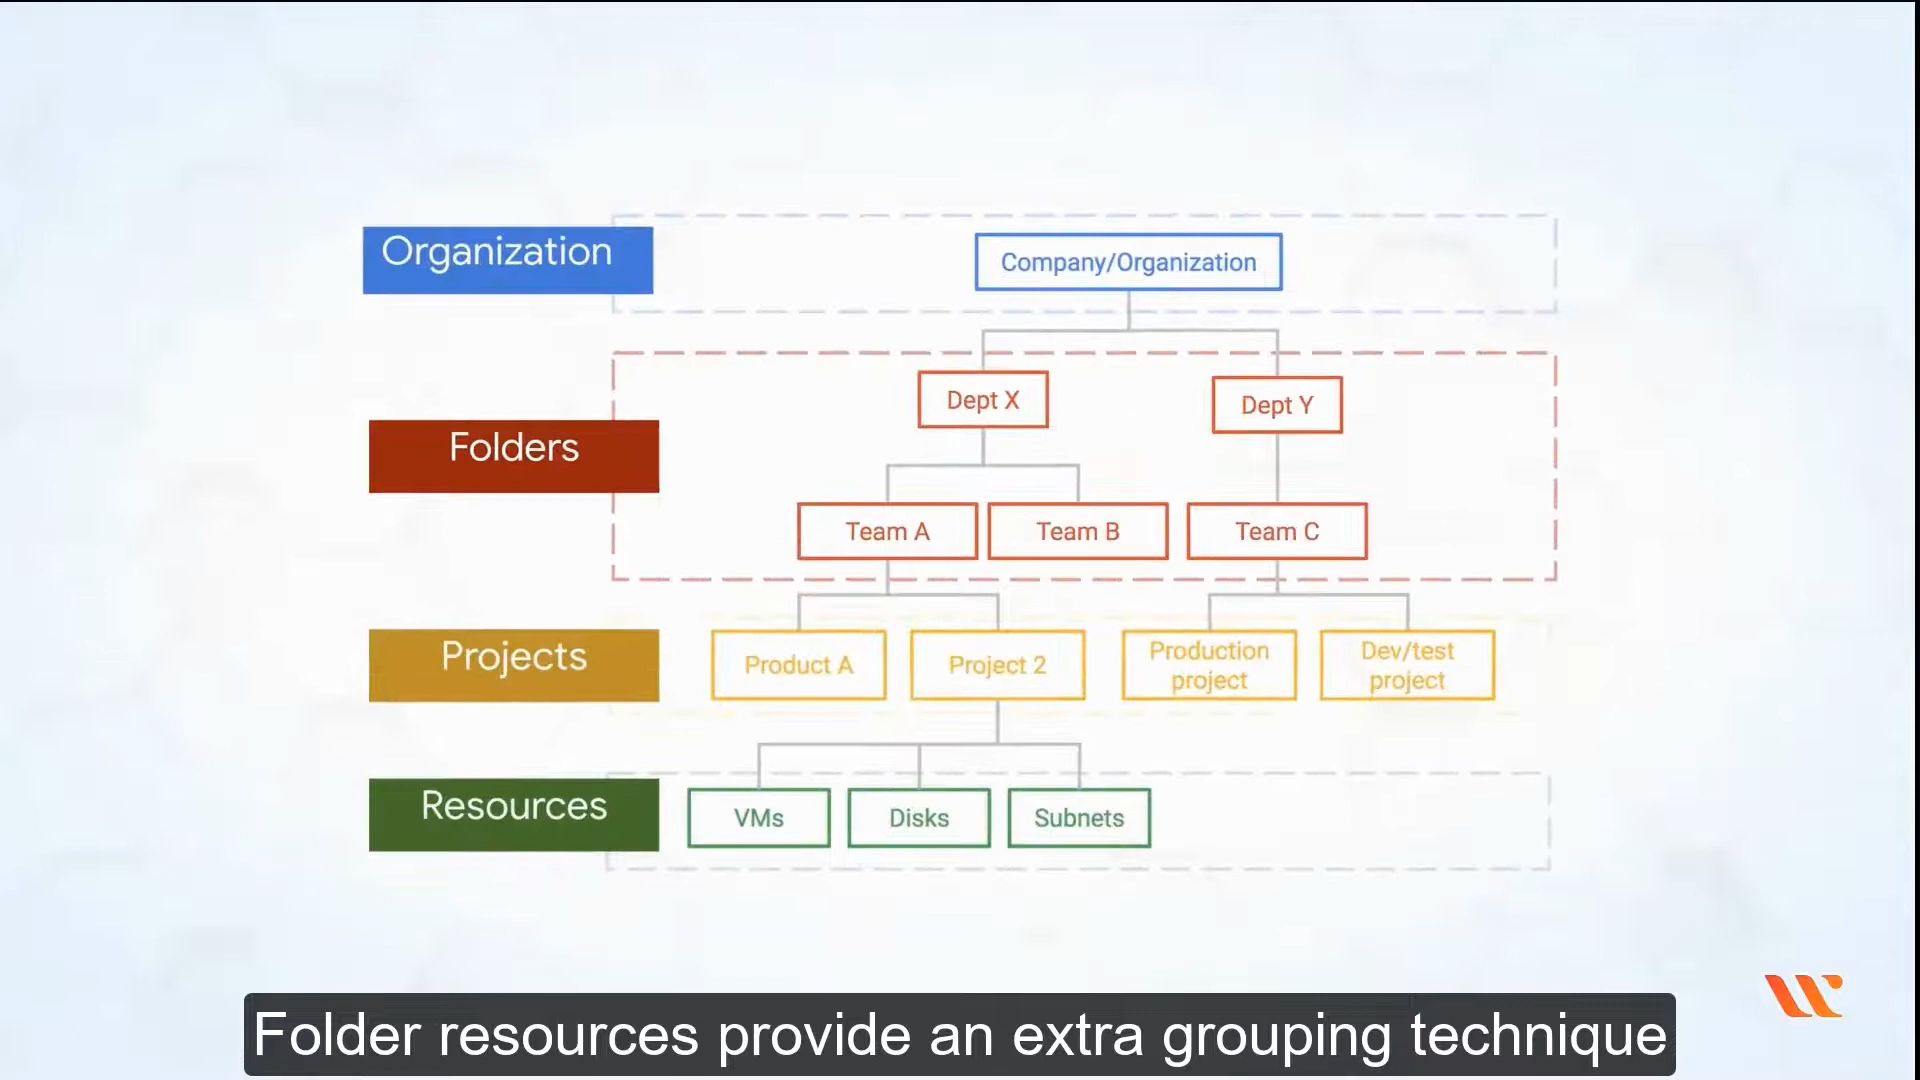 Organization
Company/Organization
Folders
Dept X
Dept Y
Team A
Team B
Team C
Projects
Product A
Project 2
Production
project
Dev/test
project
Resources
VMs
Disks
Subnets
Folder resources provide an extra grouping technique